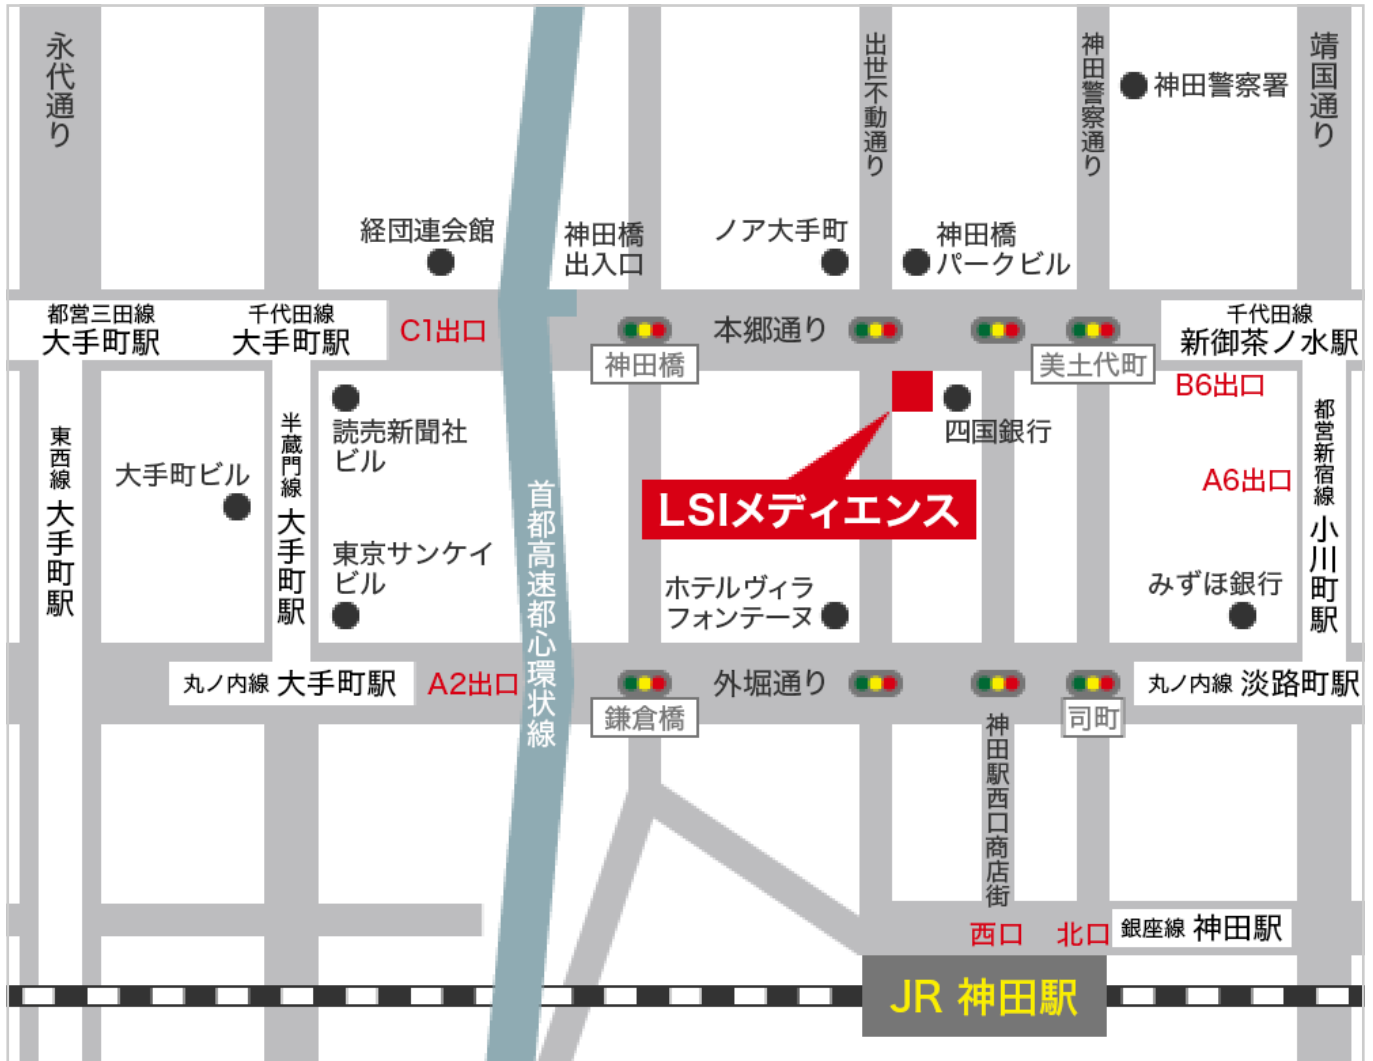 永代通り
出世不動通り
神田警察通り
神田警察署
靖国通り
経団連会館
神田橋
出入口
ノア大手町
神田橋
パークビル
都営三田線
大手町駅
千代田線
大手町駅
C1出口
本郷通り
千代田線
新御茶ノ水駅
神田橋
美土代町
B6出口
読売新聞社
ビル
四国銀行
東西線 大手町駅
大手町ビル
半蔵門線 大手町駅
首都高速都心環状線
LSIメディエンス
A6出口
都営新宿線 小川町駅
東京サンケイ
ビル
ホテルヴィラ
フォンテーヌ
みずほ銀行
丸ノ内線 大手町駅
A2出口
外堀通り
丸ノ内線 淡路町駅
鎌倉橋
司町
神田駅西口商店街
西口
北口
銀座線 神田駅
JR 神田駅